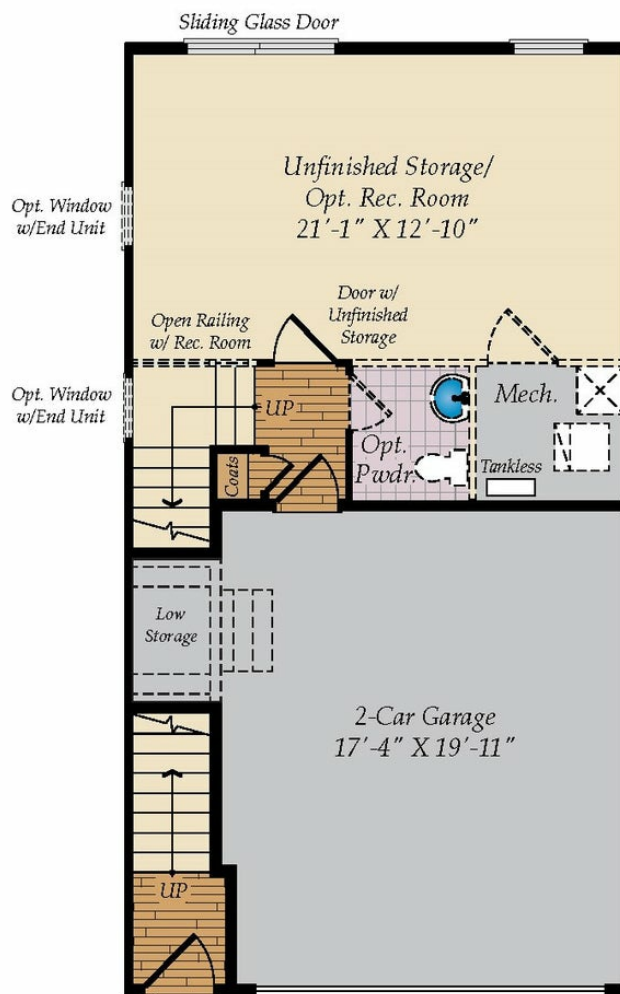 Sliding Glass Door
Unfinished Storage/
Opt. Rec. Room
21'-1" X 12'-10"
Opt. Window
w/End Unit
Door w/
Unfinished
Storage
Open Railing
w/ Rec. Room
Opt. Window
w/End Unit
UP
Mech.
Opt.
Pwdr.
Coats
Tankless
Low
Storage
2-Car Garage
17'-4" X 19'-11"
UP